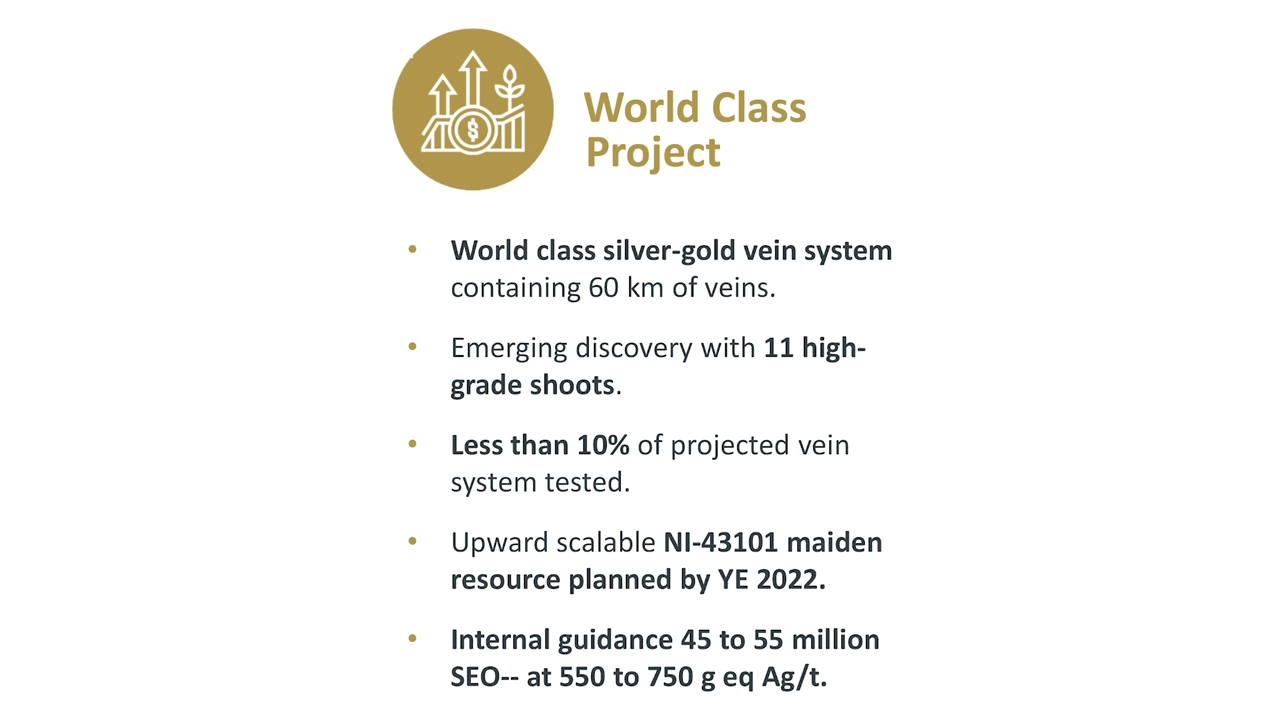 World Class
Project
• World class silver-gold vein system
containing 60 km of veins.
• Emerging discovery with 11 high-
grade shoots.
• Less than 10% of projected vein
system tested.
• Upward scalable NI-43101 maiden
resource planned by YE 2022.
• Internal guidance 45 to 55 million
SEO-- at 550 to 750 g eq Ag/t.